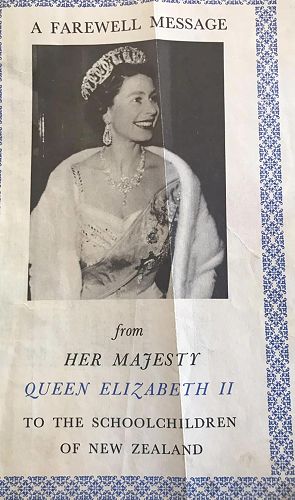 A FAREWELL MESSAGE
from
HER MAJESTY
QUEEN ELIZABETH II
TO THE SCHOOLCHILDREN
OF NEW ZEALAND